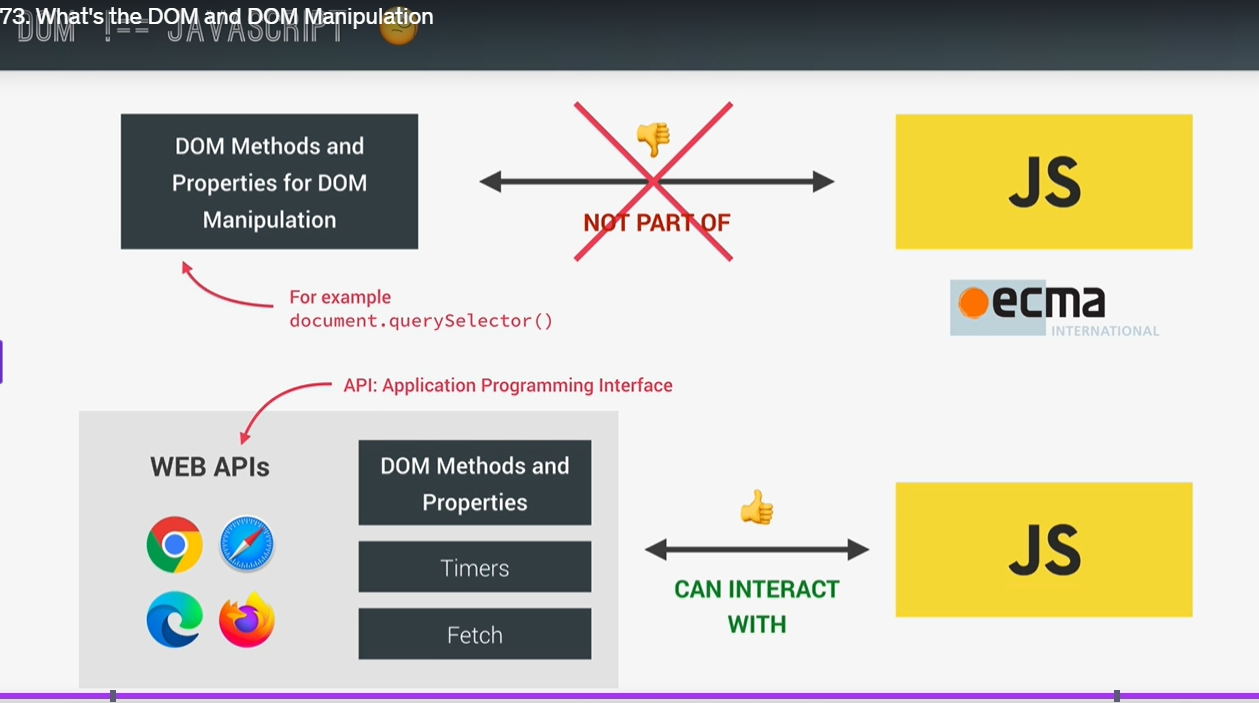 73. What's the DOM and DOM Manipulation
DOM !== JAVASCRIPT
DOM Methods and
Properties for DOM
Manipulation
NOT PART OF
JS
For example
document.querySelector()
ecma
INTERNATIONAL
API: Application Programming Interface
WEB APIs
DOM Methods and
Properties
Timers
Fetch
CAN INTERACT
WITH
JS